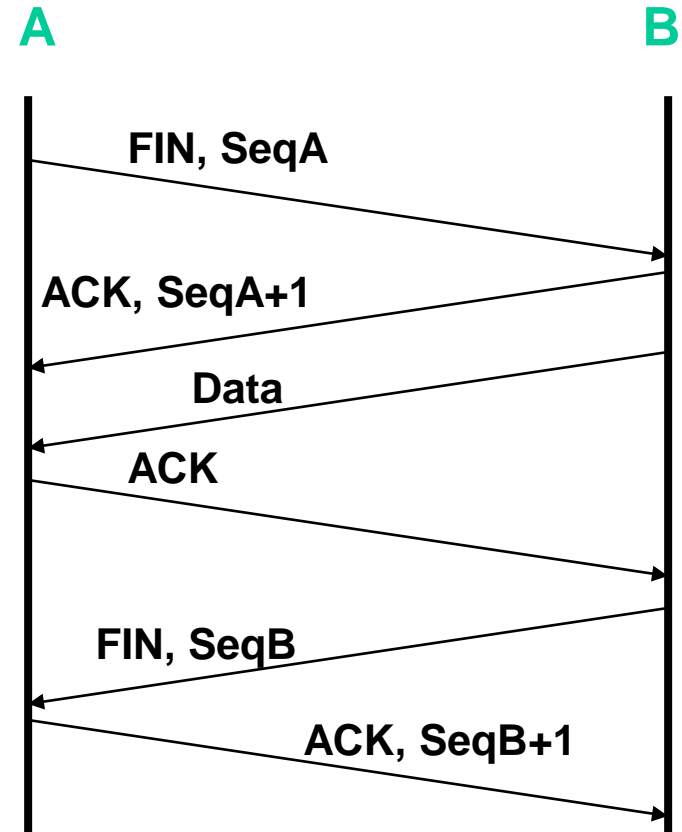 A
B
FIN, SeqA
ACK, SeqA+1
Data
ACK
FIN, SeqB
ACK, SeqB+1